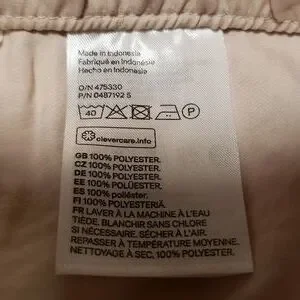 Made in Indonesia
Fabriqué en Indonésie
Hecho en Indonesia
O/N 475330
P/N 0487192 S
40 P
clevercare.info
GB 100% POLYESTER.
CZ 100% POLYESTER.
DE 100% POLYESTER.
EE 100% POLÜESTER.
ES 100% poliéster.
FI 100% POLYESTERIÄ.
FR LAVER À LA MACHINE À L'EAU
TIÈDE. BLANCHIR SANS CHLORE
SI NÉCESSAIRE. SÉCHER À L'AIR.
REPASSER À TEMPÉRATURE MOYENNE.
NETTOYAGE À SEC. 100% POLYESTER.